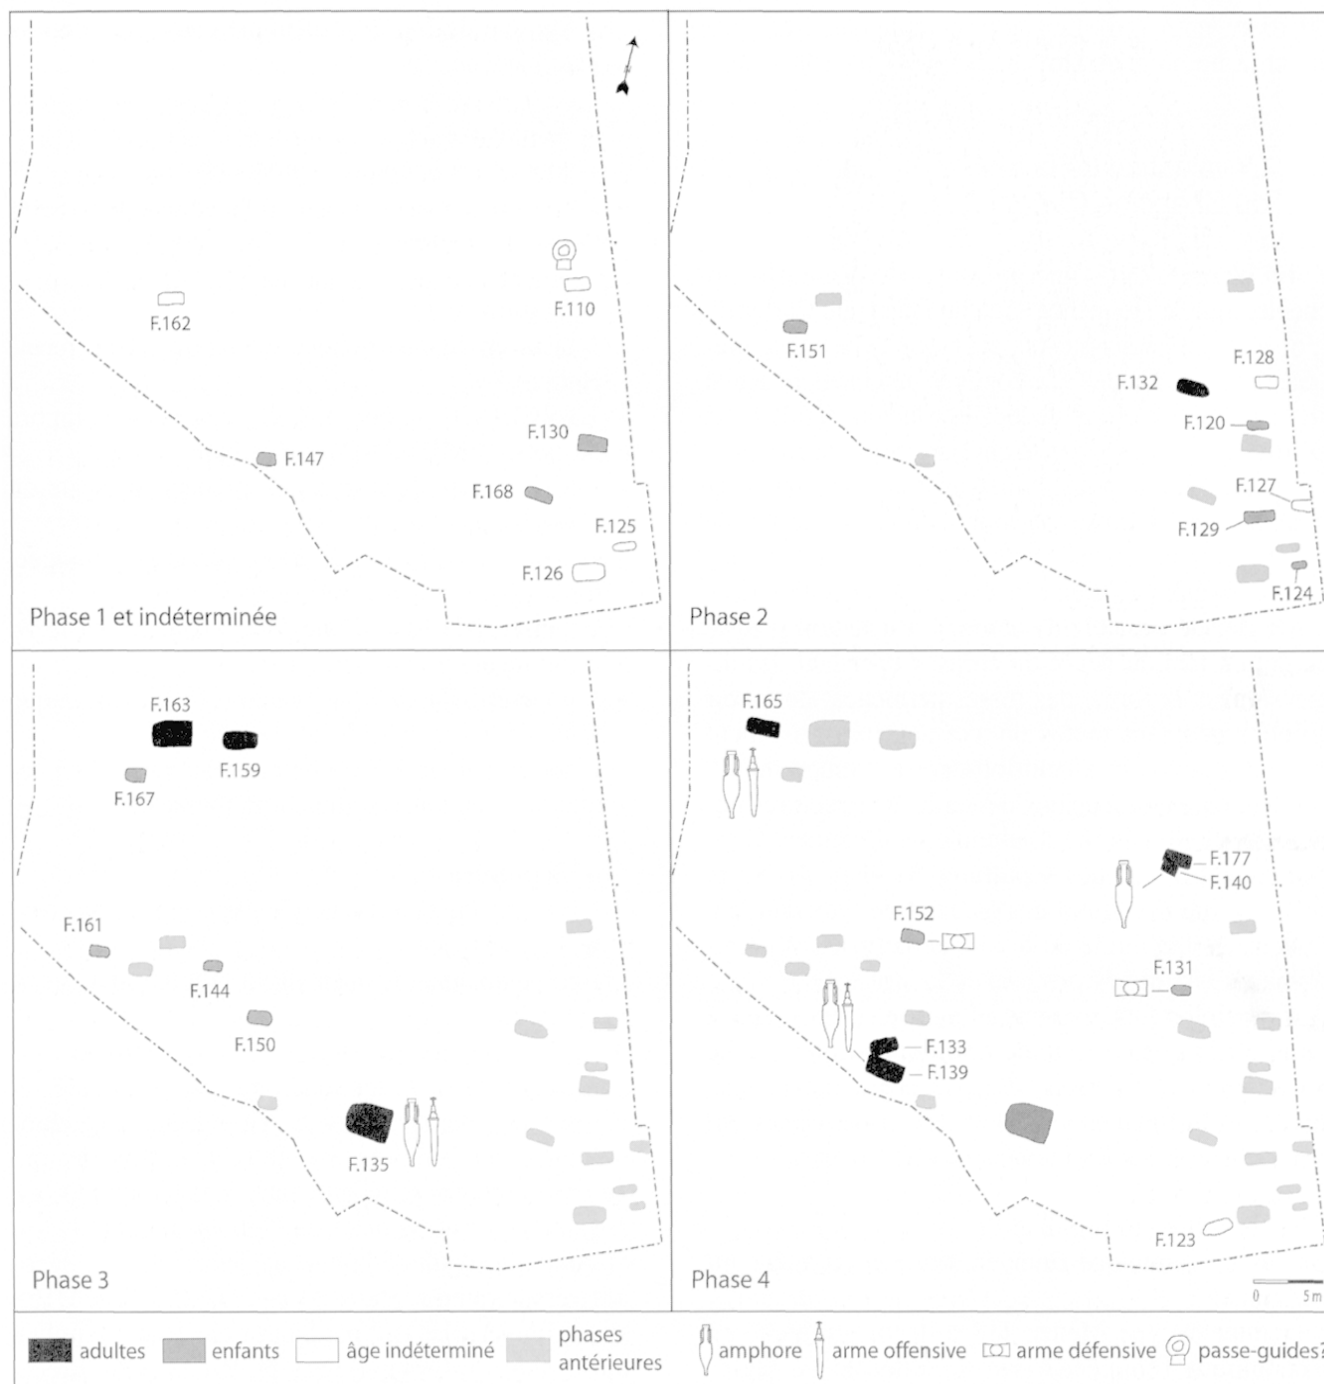 F.162
F.110
F.130
F.147
F.168
F.125
F.126
Phase 1 et indéterminée
F.151
F.128
F.132
F.120
F.127
F.129
F.124
Phase 2
F.163
F.159
F.167
F.161
F.144
F.150
F.135
Phase 3
F.165
F.177
F.140
F.152
F.131
F.133
F.139
F.123
Phase 4
0 5 m
adultes
enfants
âge indéterminé
phases
antérieures
amphore
arme offensive
arme défensive
passe-guides?